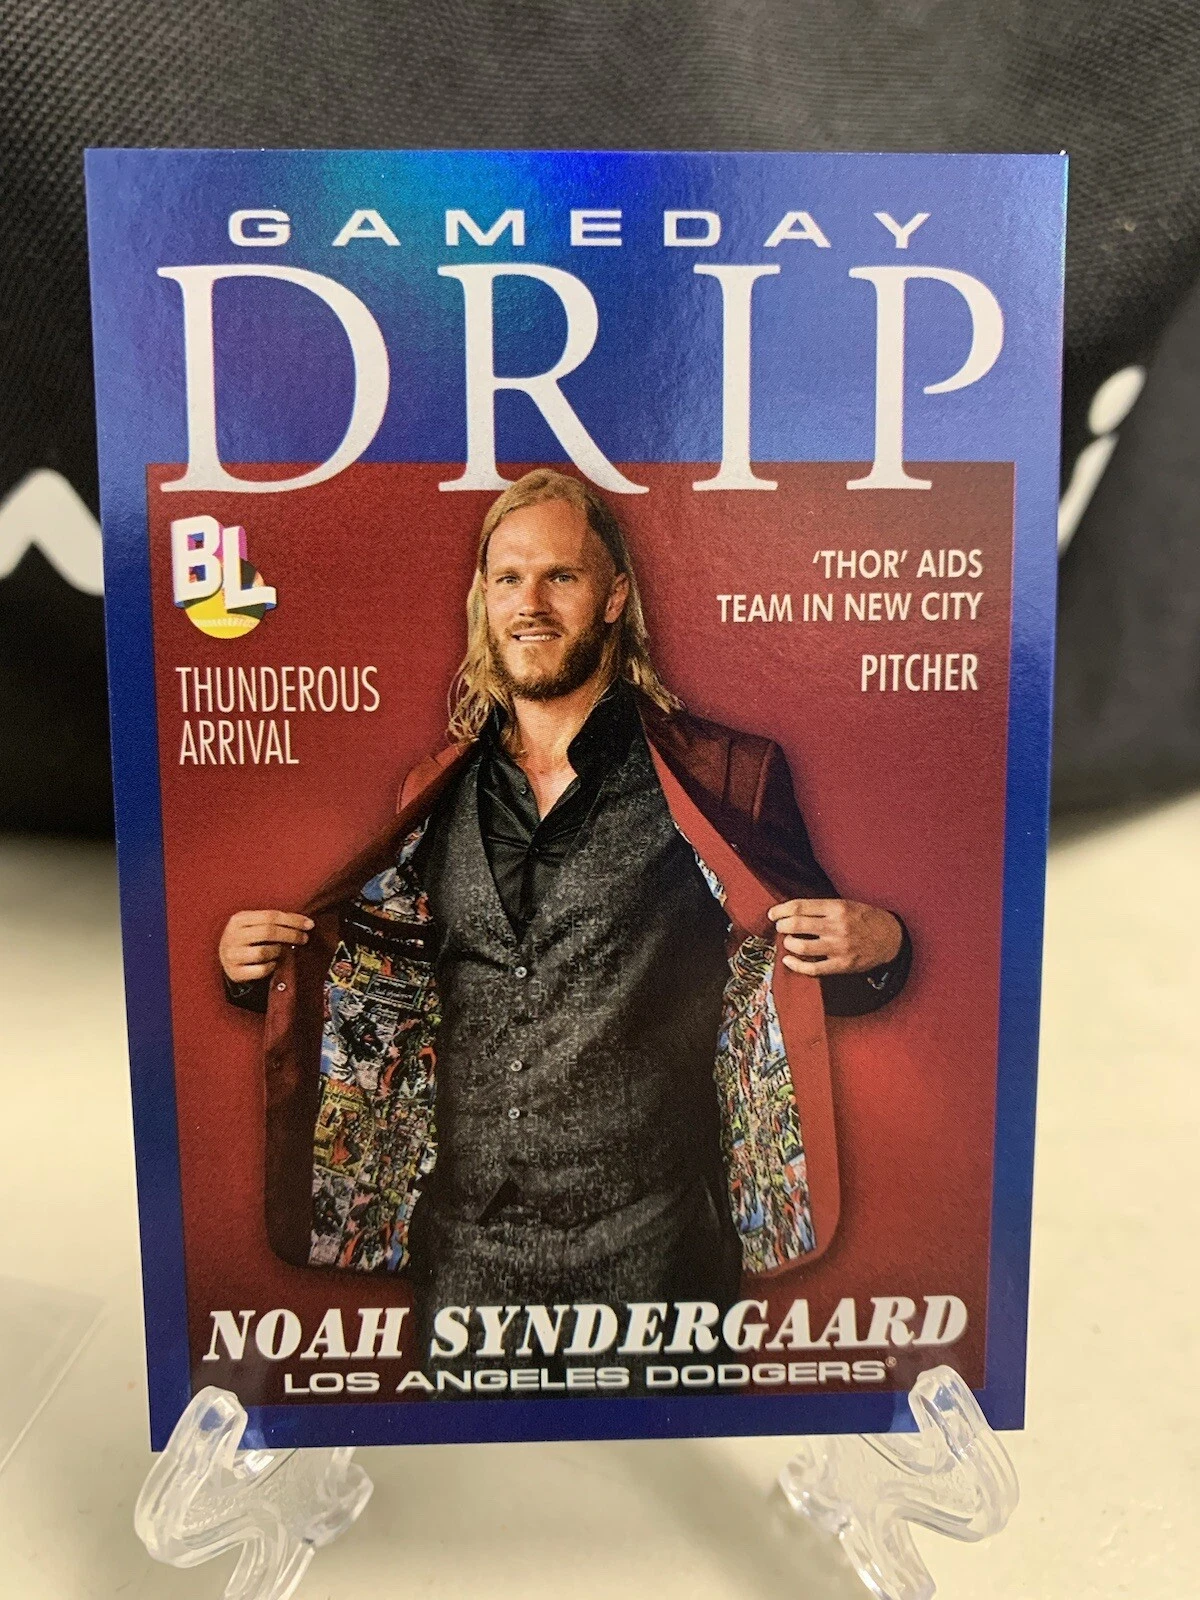 GAMEDAY
DRIP
BL
THUNDEROUS
ARRIVAL
'THOR' AIDS
TEAM IN NEW CITY
PITCHER
NOAH SYNDERGAARD
LOS ANGELES DODGERS®